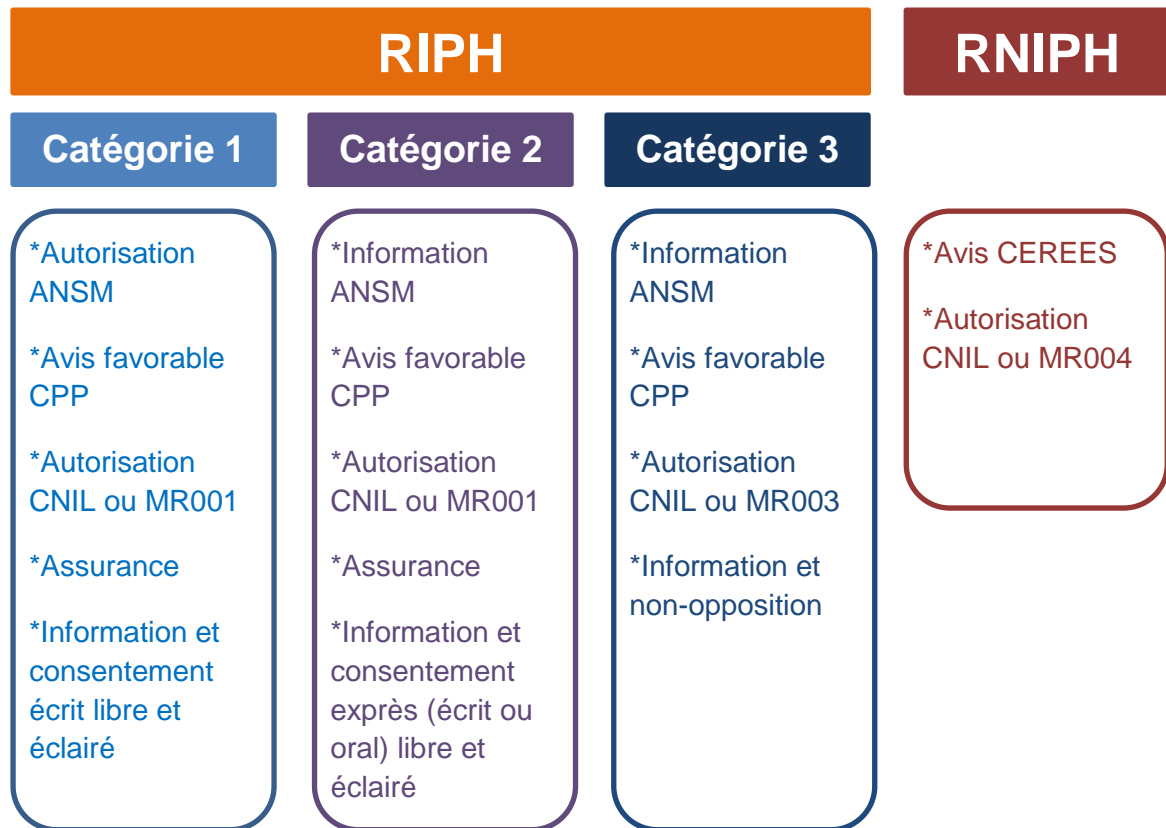 RIPH
RNIPH
Catégorie 1
Catégorie 2
Catégorie 3
*Autorisation
ANSM
*Avis favorable
CPP
*Autorisation
CNIL ou MR001
*Assurance
*Information et
consentement
écrit libre et
éclairé
*Information
ANSM
*Avis favorable
CPP
*Autorisation
CNIL ou MR001
*Assurance
*Information et
consentement
exprès (écrit ou
oral) libre et
éclairé
*Information
ANSM
*Avis favorable
CPP
*Autorisation
CNIL ou MR003
*Information et
non-opposition
*Avis CEREES
*Autorisation
CNIL ou MR004